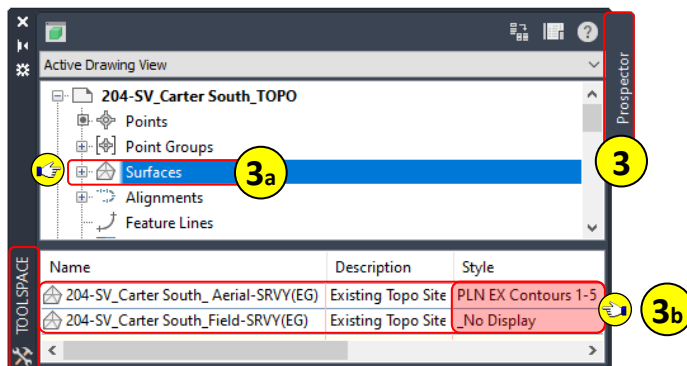 Active Drawing View
204-SV_Carter South_TOPO
Points
Point Groups
Surfaces
3a
Alignments
Feature Lines
Prospector
3
TOOLSPACE
Name Description Style
204-SV_Carter South_ Aerial-SRVY(EG) Existing Topo Site PLN EX Contours 1-5
204-SV_Carter South_Field-SRVY(EG) Existing Topo Site _No Display
3b